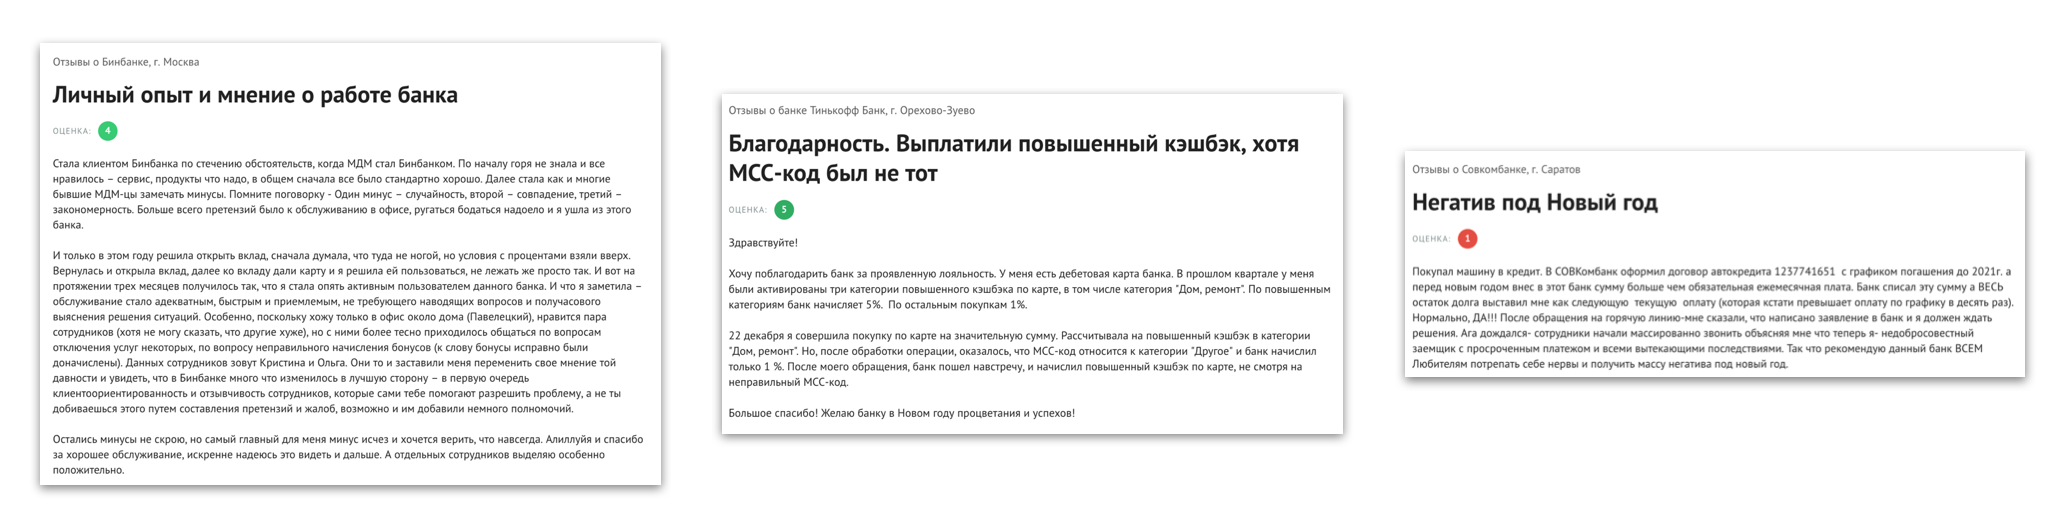 Отзывы о Бинбанке, г. Москва
Личный опыт и мнение о работе банка
ОЦЕНКА: 4
Стала клиентом Бинбанка по стечению обстоятельств, когда МДМ стал Бинбанком. По началу горя не знала и все
нравилось – сервис, продукты что надо, в общем сначала все было стандартно хорошо. Далее стала как и многие
бывшие МДМ-цы замечать минусы. Помните поговорку - Один минус – случайность, второй – совпадение, третий –
закономерность. Больше всего претензий было к обслуживанию в офисе, ругаться бодаться надоело и я ушла из этого
банка.
И только в этом году решила открыть вклад, сначала думала, что туда не ногой, но условия с процентами взяли вверх.
Вернулась и открыла вклад, далее ко вкладу дали карту и я решила ей пользоваться, не лежать же просто так. И вот на
протяжении трех месяцев получилось так, что я стала опять активным пользователем данного банка. И что я заметила –
обслуживание стало адекватным, быстрым и приемлемым, не требующего наводящих вопросов и получасового
выяснения решения ситуаций. Особенно, поскольку хожу только в офис около дома (Павелецкий), нравится пара
сотрудников (хотя не могу сказать, что другие хуже), но с ними более тесно приходилось общаться по вопросам
отключения услуг некоторых, по вопросу неправильного начисления бонусов (к слову бонусы исправно были
доначислены). Данных сотрудников зовут Кристина и Ольга. Они то и заставили меня переменить свое мнение той
давности и увидеть, что в Бинбанке много что изменилось в лучшую сторону – в первую очередь
клиентоориентированность и отзывчивость сотрудников, которые сами тебе помогают разрешить проблему, а не ты
добиваешься этого путем составления претензий и жалоб, возможно и им добавили немного полномочий.
Остались минусы не скрою, но самый главный для меня минус исчез и хочется верить, что навсегда. Алиллуйя и спасибо
за хорошее обслуживание, искренне надеюсь это видеть и дальше. А отдельных сотрудников выделяю особенно
положительно.
Отзывы о банке Тинькофф Банк, г. Орехово-Зуево
Благодарность. Выплатили повышенный кэшбэк, хотя
МСС-код был не тот
ОЦЕНКА: 5
Здравствуйте!
Хочу поблагодарить банк за проявленную лояльность. У меня есть дебетовая карта банка. В прошлом квартале у меня
были активированы три категории повышенного кэшбэка по карте, в том числе категория "Дом, ремонт". По повышенным
категориям банк начисляет 5%. По остальным покупкам 1%.
22 декабря я совершила покупку по карте на значительную сумму. Рассчитывала на повышенный кэшбэк в категории
"Дом, ремонт". Но, после обработки операции, оказалось, что МСС-код относится к категории "Другое" и банк начислил
только 1 %. После моего обращения, банк пошел навстречу, и начислил повышенный кэшбэк по карте, не смотря на
неправильный МСС-код.
Большое спасибо! Желаю банку в Новом году процветания и успехов!
Отзывы о Совкомбанке, г. Саратов
Негатив под Новый год
ОЦЕНКА: 1
Покупал машину в кредит. В СОВКомбанк оформил договор автокредита 1237741651 с графиком погашения до 2021г. а
перед новым годом внес в этот банк сумму больше чем обязательная ежемесячная плата. Банк списал эту сумму а ВЕСЬ
остаток долга выставил мне как следующую текущую оплату (которая кстати превышает оплату по графику в десять раз).
Нормально, ДА!!! После обращения на горячую линию-мне сказали, что написано заявление в банк и я должен ждать
решения. Ага дождался- сотрудники начали массированно звонить объясняя мне что теперь я- недобросовестный
заемщик с просроченным платежом и всеми вытекающими последствиями. Так что рекомендую данный банк ВСЕМ
Любителям потрепать себе нервы и получить массу негатива под новый год.